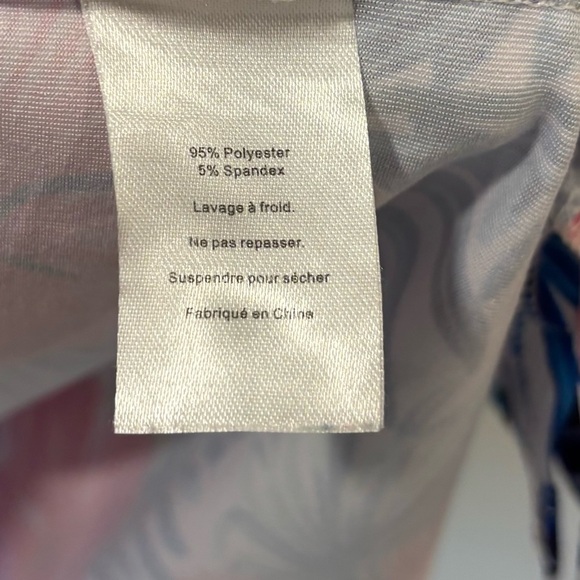 95% Polyester
5% Spandex
Lavage à froid.
Ne pas repasser.
Suspendre pour sécher
Fabriqué en Chine